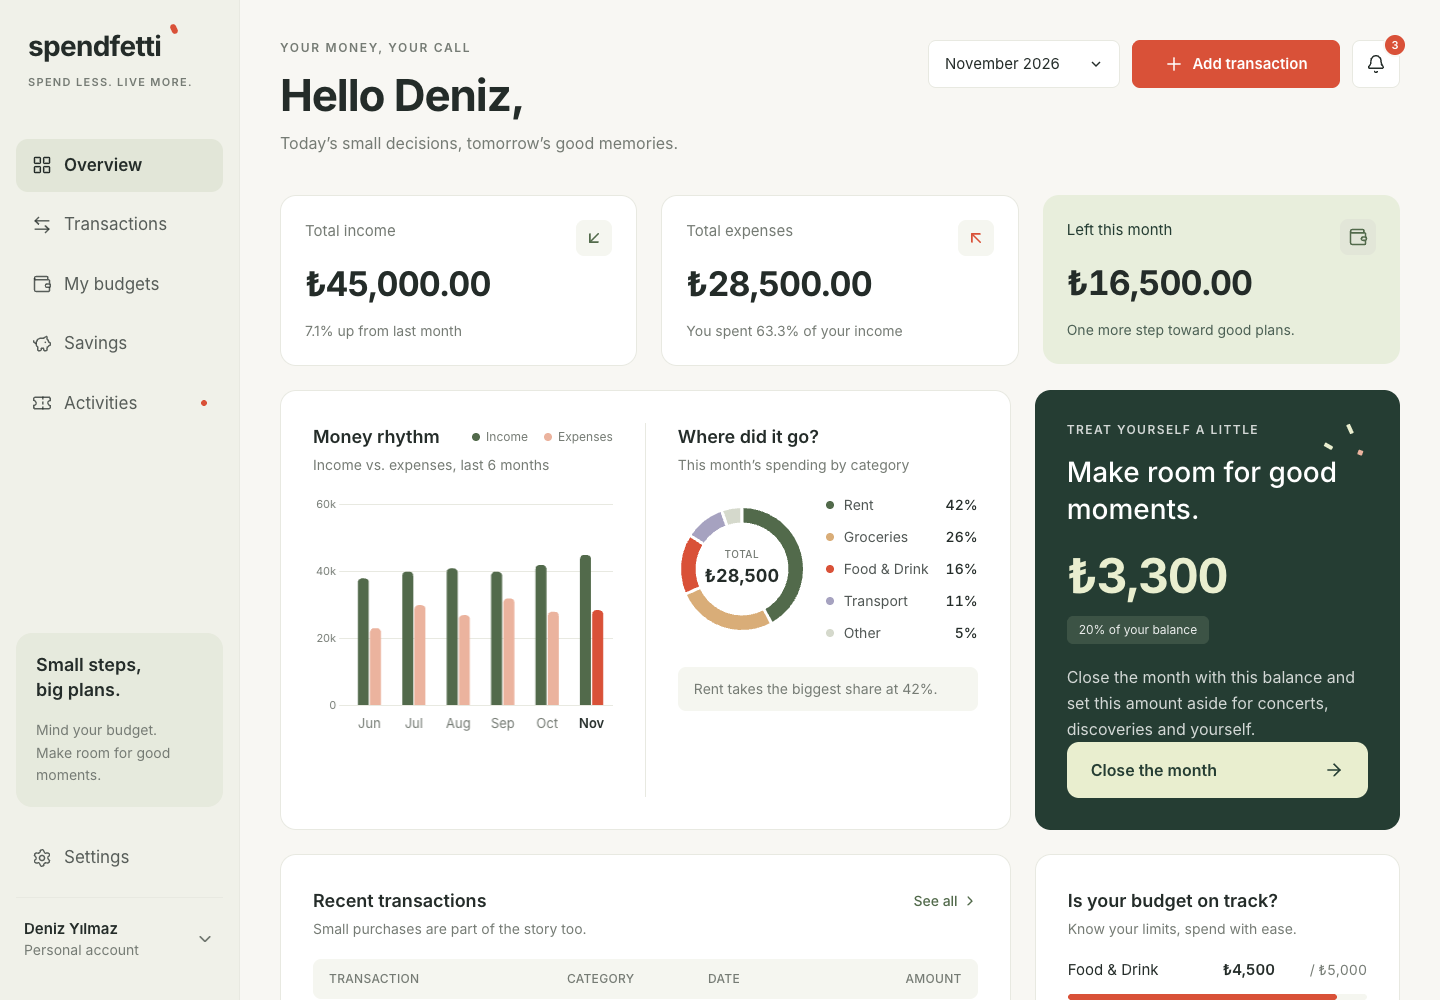 spendfetti
SPEND LESS. LIVE MORE.
Overview
Transactions
My budgets
Savings
Activities
Small steps,
big plans.
Mind your budget.
Make room for good
moments.
Settings
Deniz Yılmaz
Personal account
YOUR MONEY, YOUR CALL
Hello Deniz,
Today’s small decisions, tomorrow’s good memories.
November 2026
Add transaction
3
Total income
₺45,000.00
7.1% up from last month
Total expenses
₺28,500.00
You spent 63.3% of your income
Left this month
₺16,500.00
One more step toward good plans.
Money rhythm
Income Expenses
Income vs. expenses, last 6 months
60k
40k
20k
0
Jun Jul Aug Sep Oct Nov
Where did it go?
This month’s spending by category
TOTAL
₺28,500
Rent 42%
Groceries 26%
Food & Drink 16%
Transport 11%
Other 5%
Rent takes the biggest share at 42%.
TREAT YOURSELF A LITTLE
Make room for good
moments.
₺3,300
20% of your balance
Close the month with this balance and
set this amount aside for concerts,
discoveries and yourself.
Close the month
Recent transactions
See all
Small purchases are part of the story too.
TRANSACTION CATEGORY DATE AMOUNT
Is your budget on track?
Know your limits, spend with ease.
Food & Drink ₺4,500 / ₺5,000